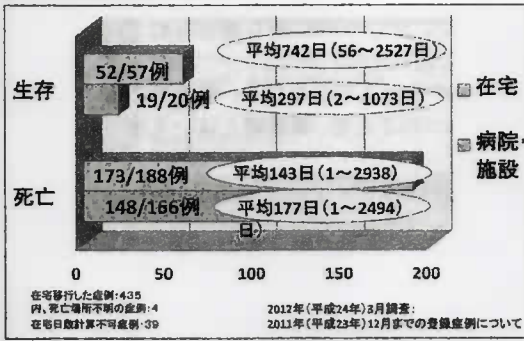 生存
死亡
52/57例
平均742日(56~2527日)
19/20例
平均297日(2~1073日)
173/188例
平均143日(1~2938)
148/166例
平均177日(1~2494)
日)
在宅
病院・
施設
0 50 100 150 200
在宅移行した症例:435
内、死亡場所不明の症例:4
在宅日数計算不可症例:39
2012年(平成24年)3月調査:
2011年(平成23年)12月までの登録症例について